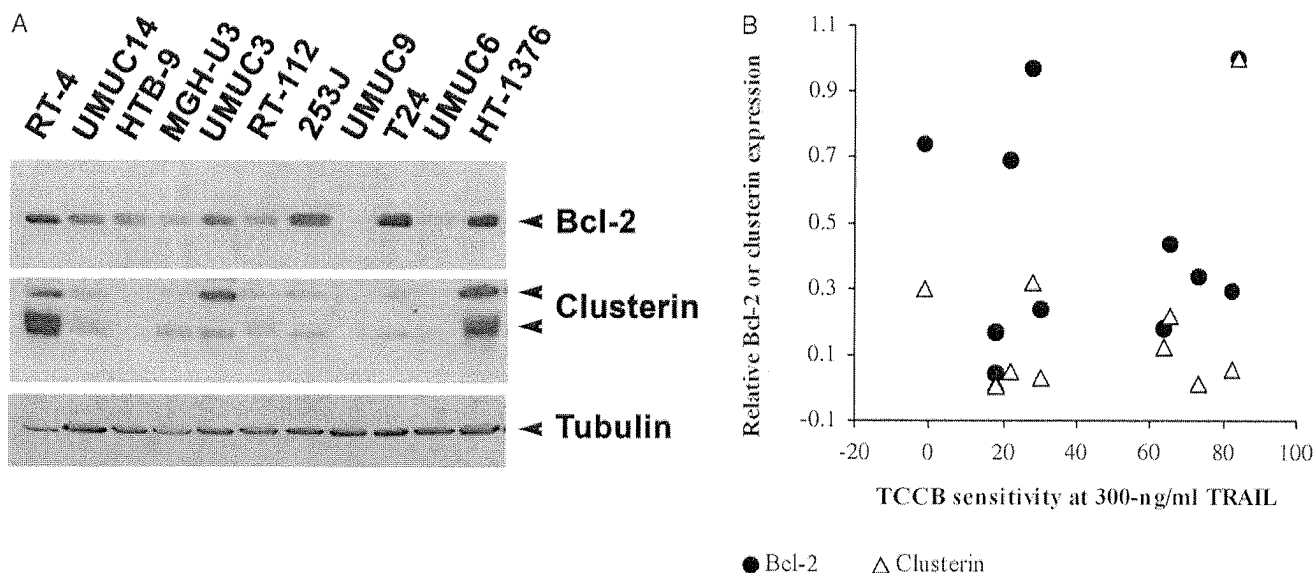 A
RT-4
UMUC14
HTB-9
MGH-U3
UMUC3
RT-112
253J
UMUC9
T24
UMUC6
HT-1376
Bcl-2
Clusterin
Tubulin
B
Relative Bcl-2 or clusterin expression
1.1
0.9
0.7
0.5
0.3
0.1
-0.1
-20 0 20 40 60 80 100
TCCB sensitivity at 300-ng/ml TRAIL
Bcl-2 Clusterin